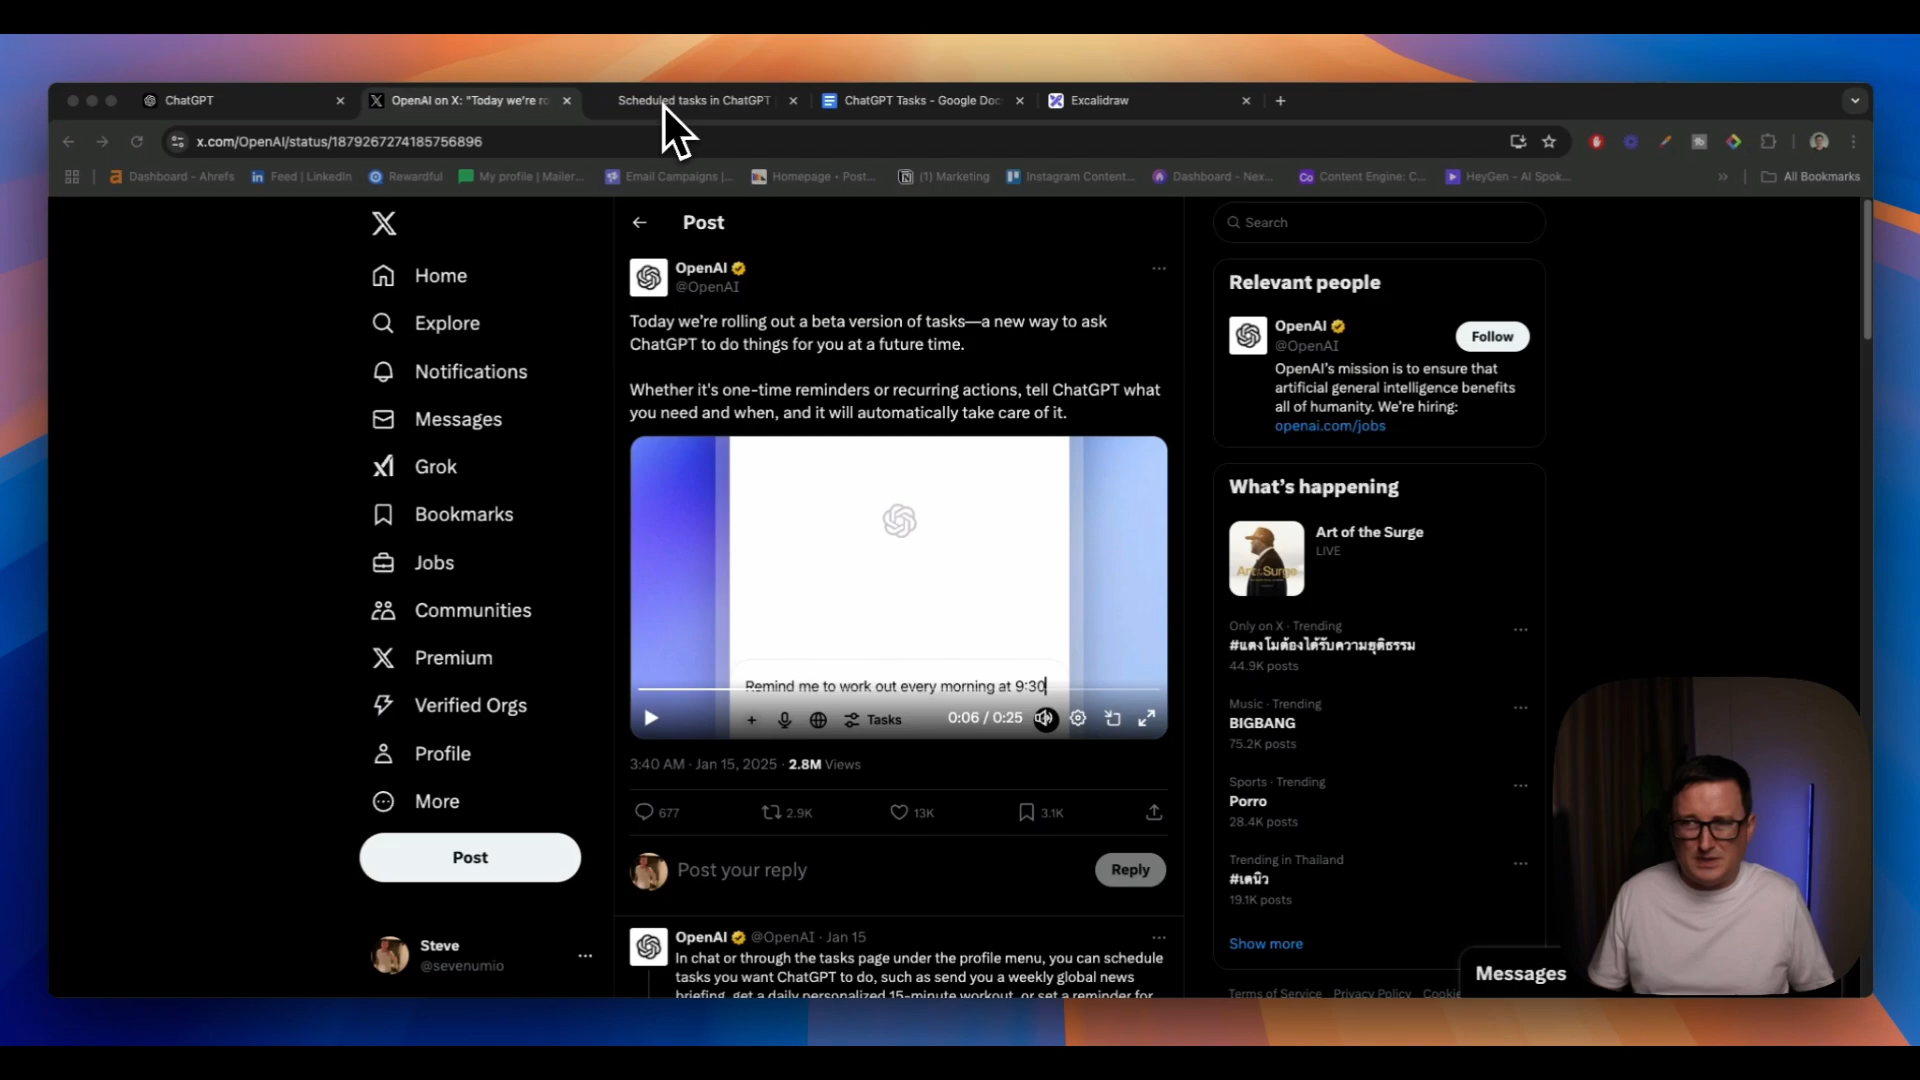 ChatGPT
OpenAI on X: "Today we're ro
Scheduled tasks in ChatGPT
ChatGPT Tasks - Google Doc
Excalidraw
x.com/OpenAI/status/1879267274185756896
Dashboard - Ahrefs
Feed | LinkedIn
Rewardful
My profile | Mailer...
Email Campaigns |...
Homepage - Post...
(1) Marketing
Instagram Content...
Dashboard - Nex...
Content Engine: C...
HeyGen - AI Spok...
All Bookmarks
Home
Explore
Notifications
Messages
Grok
Bookmarks
Jobs
Communities
Premium
Verified Orgs
Profile
More
Post
Steve
@sevenumio
Post
OpenAI
@OpenAI
Today we're rolling out a beta version of tasks—a new way to ask
ChatGPT to do things for you at a future time.
Whether it's one-time reminders or recurring actions, tell ChatGPT what
you need and when, and it will automatically take care of it.
Remind me to work out every morning at 9:30
Tasks
0:06 / 0:25
3:40 AM · Jan 15, 2025 · 2.8M Views
677
2.9K
13K
3.1K
Post your reply
Reply
OpenAI @OpenAI · Jan 15
In chat or through the tasks page under the profile menu, you can schedule
tasks you want ChatGPT to do, such as send you a weekly global news
briefing, get a daily personalized 15-minute workout, or set a reminder for
Search
Relevant people
OpenAI
@OpenAI
Follow
OpenAI's mission is to ensure that
artificial general intelligence benefits
all of humanity. We're hiring:
openai.com/jobs
What's happening
Art of the Surge
LIVE
Only on X · Trending
#แตงโมต้องได้รับความยุติธรรม
44.9K posts
Music · Trending
BIGBANG
75.2K posts
Sports · Trending
Porro
28.4K posts
Trending in Thailand
#เดนิว
19.1K posts
Show more
Terms of Service Privacy Policy Cookie
Messages